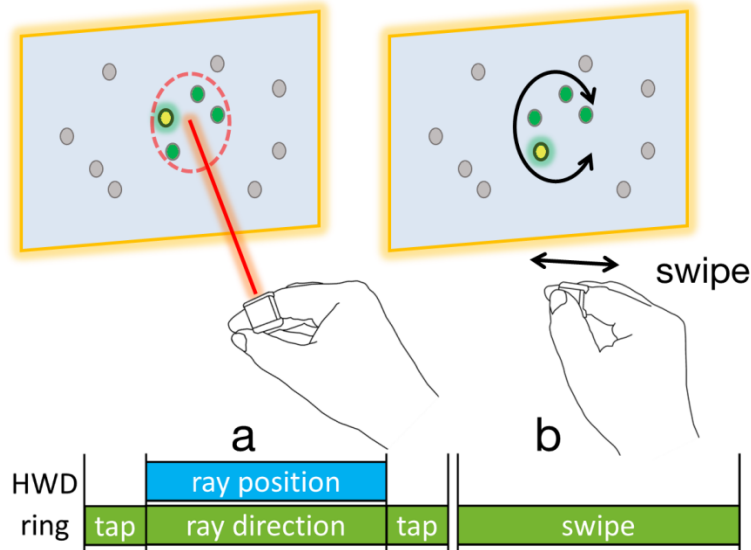 swipe
a
b
HWD
ray position
ring
tap
ray direction
tap
swipe